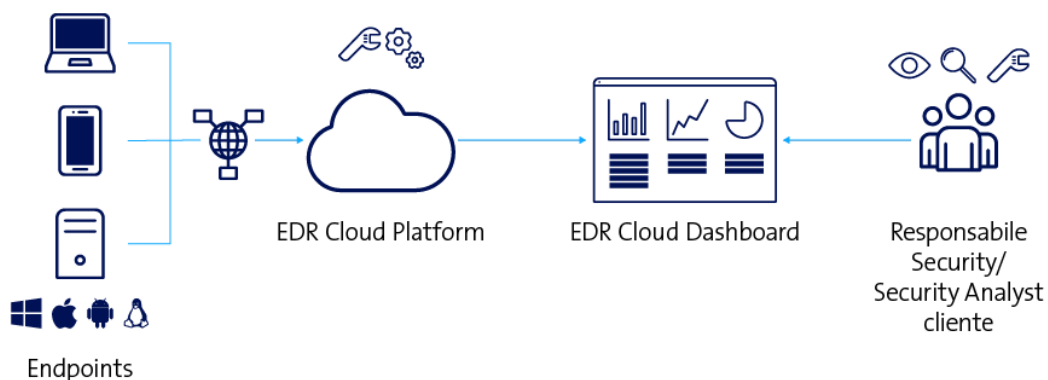 EDR Cloud Platform
EDR Cloud Dashboard
Responsabile
Security/
Security Analyst
cliente
Endpoints